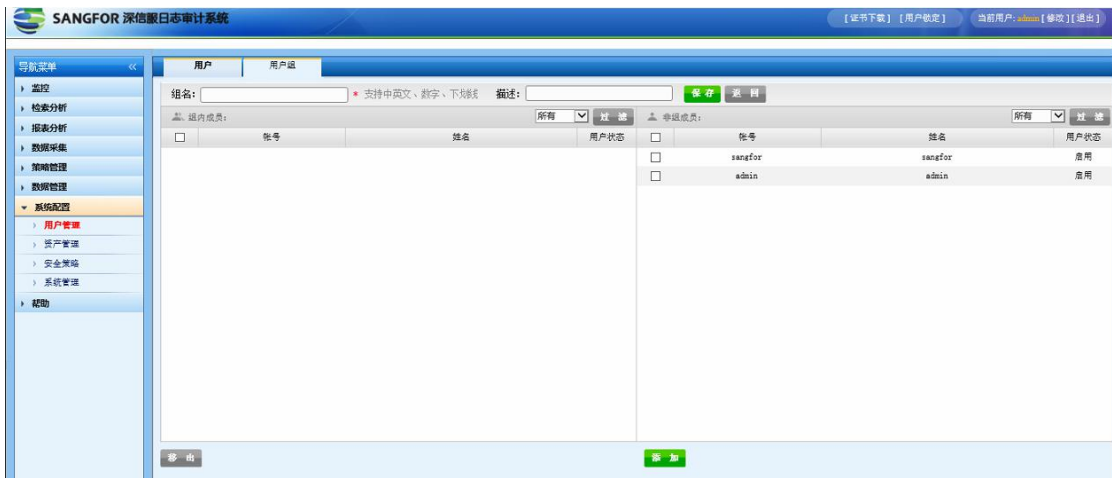 SANGFOR 深信服日志审计系统
[证书下载] [用户锁定] 当前用户:admin[修改][退出]
导航菜单 «
用户 用户组
监控
检索分析
报表分析
数据采集
策略管理
数据管理
系统配置
用户管理
资产管理
安全策略
系统管理
帮助
组名: * 支持中英文、数字、下划线 描述: 保存 返回
组内成员: 所有 过滤 非组成员: 所有 过滤
帐号 姓名 用户状态 帐号 姓名 用户状态
sangfor sangfor 启用
admin admin 启用
移出 添加